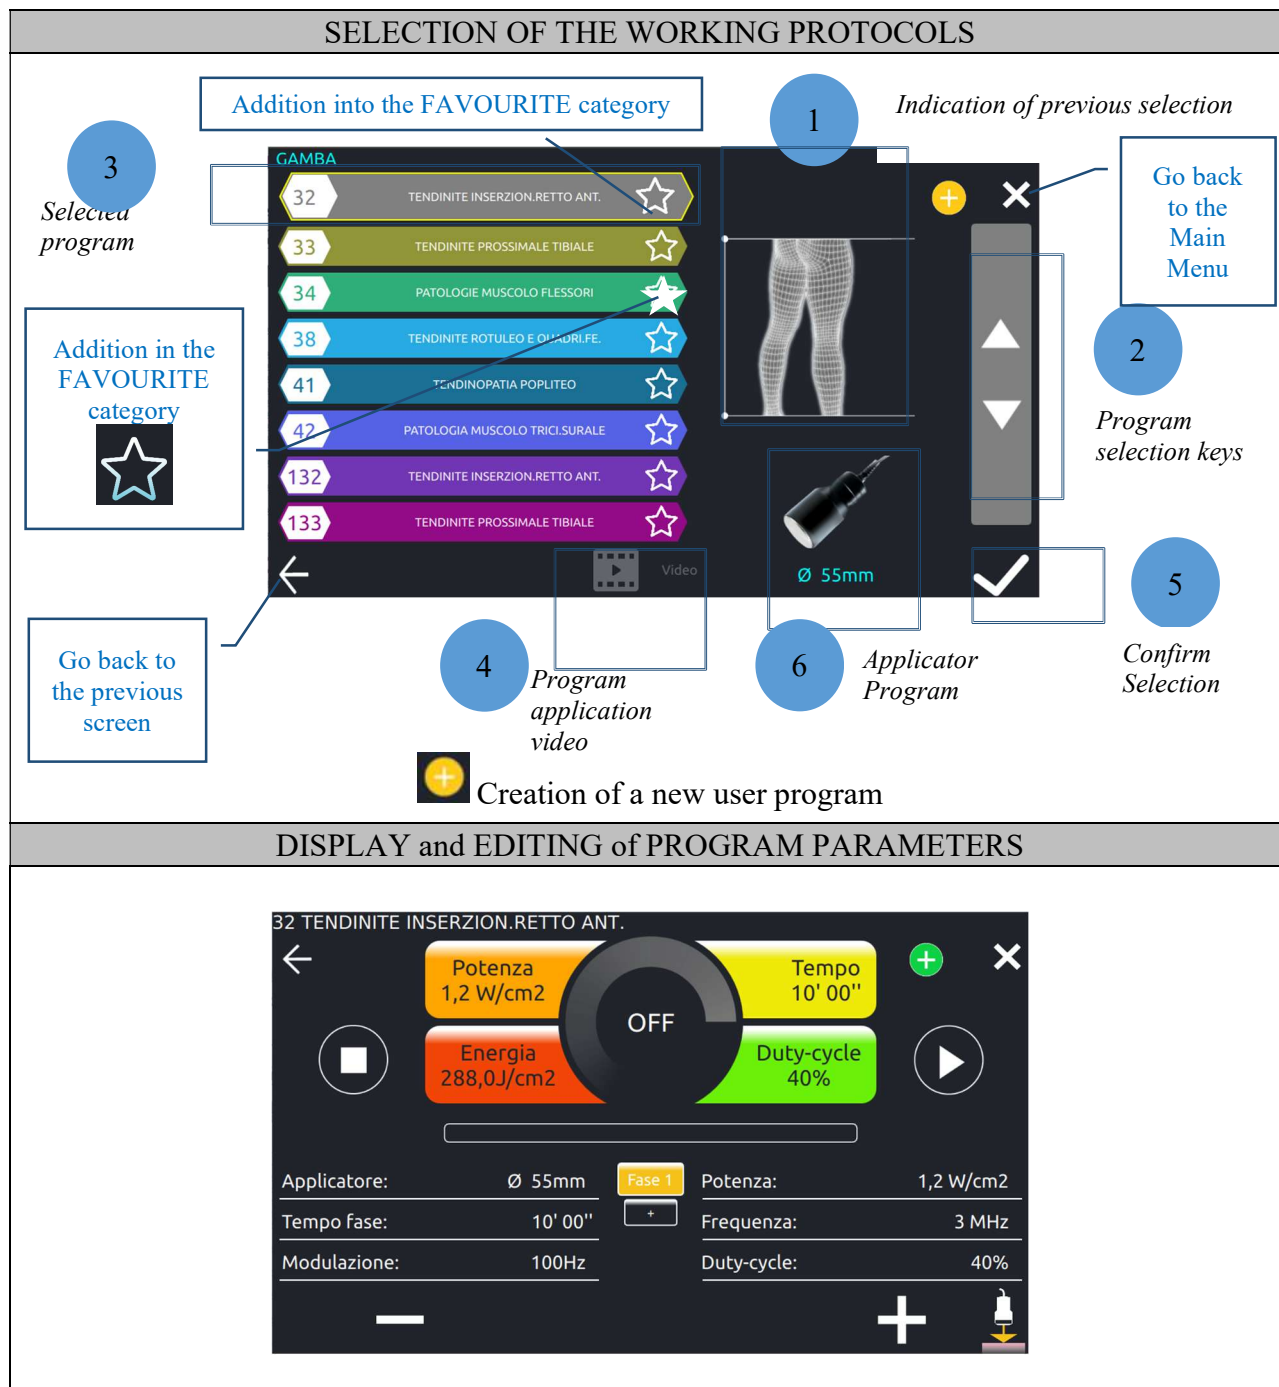 SELECTION OF THE WORKING PROTOCOLS
Addition into the FAVOURITE category
1
Indication of previous selection
3
Selected
program
Go back
to the
Main
Menu
GAMBA
32 TENDINITE INSERZION.RETTO ANT.
33 TENDINITE PROSSIMALE TIBIALE
34 PATOLOGIE MUSCOLO FLESSORI
38 TENDINITE ROTULEO E QUADRI.FE.
41 TENDINOPATIA POPLITEO
42 PATOLOGIA MUSCOLO TRICI.SURALE
132 TENDINITE INSERZION.RETTO ANT.
133 TENDINITE PROSSIMALE TIBIALE
Video
Ø 55mm
Addition in the
FAVOURITE
category
2
Program
selection keys
5
Confirm
Selection
Go back to
the previous
screen
4
Program
application
video
6
Applicator
Program
Creation of a new user program
DISPLAY and EDITING of PROGRAM PARAMETERS
32 TENDINITE INSERZION.RETTO ANT.
Potenza
1,2 W/cm2
Tempo
10' 00''
OFF
Energia
288,0J/cm2
Duty-cycle
40%
Applicatore: Ø 55mm
Tempo fase: 10' 00''
Modulazione: 100Hz
Fase 1
+
Potenza: 1,2 W/cm2
Frequenza: 3 MHz
Duty-cycle: 40%